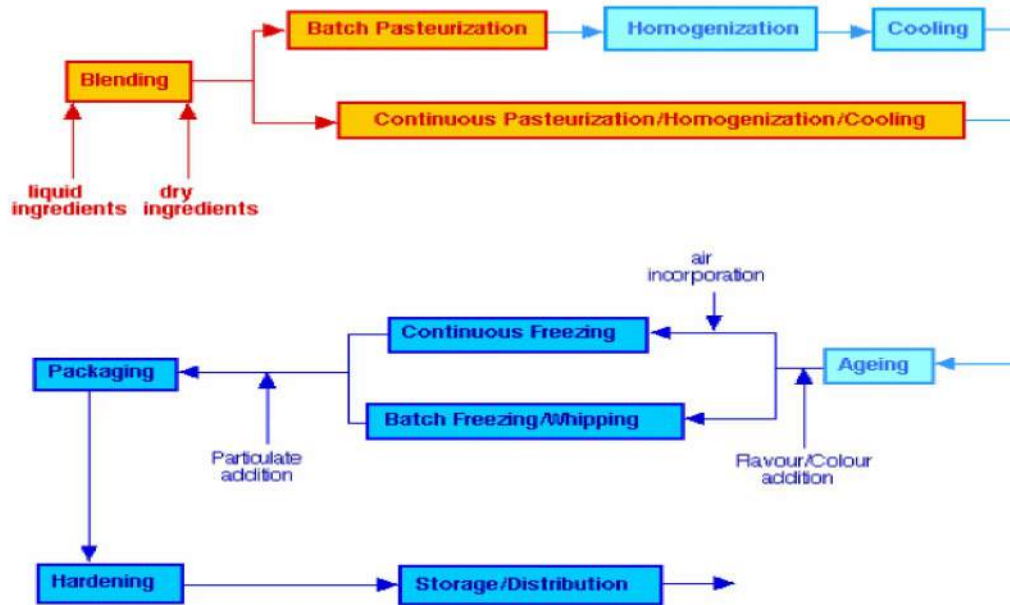 Batch Pasteurization
Homogenization
Cooling
Blending
Continuous Pasteurization/Homogenization/Cooling
liquid
ingredients
dry
ingredients
air
incorporation
Continuous Freezing
Ageing
Packaging
Batch Freezing/Whipping
Particulate
addition
Flavour/Colour
addition
Hardening
Storage/Distribution